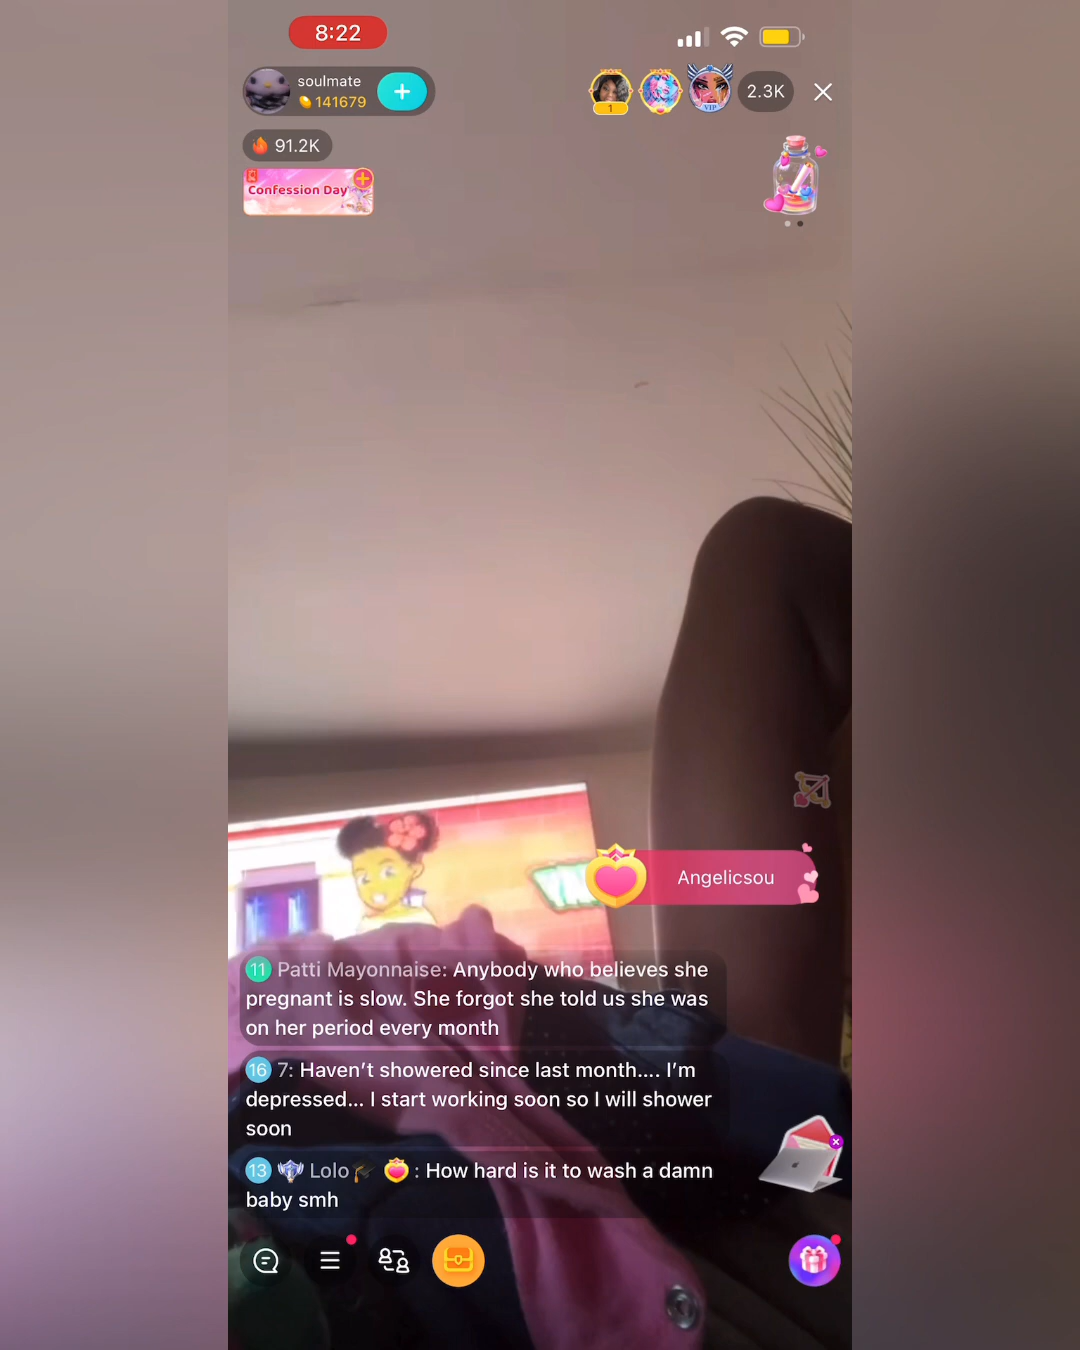 8:22
soulmate
141679
1
VIP
2.3K
91.2K
Confession Day
Angelicsou
11 Patti Mayonnaise: Anybody who believes she
pregnant is slow. She forgot she told us she was
on her period every month
16 7: Haven’t showered since last month.... I’m
depressed... I start working soon so I will shower
soon
13 Lolo🎓 : How hard is it to wash a damn
baby smh